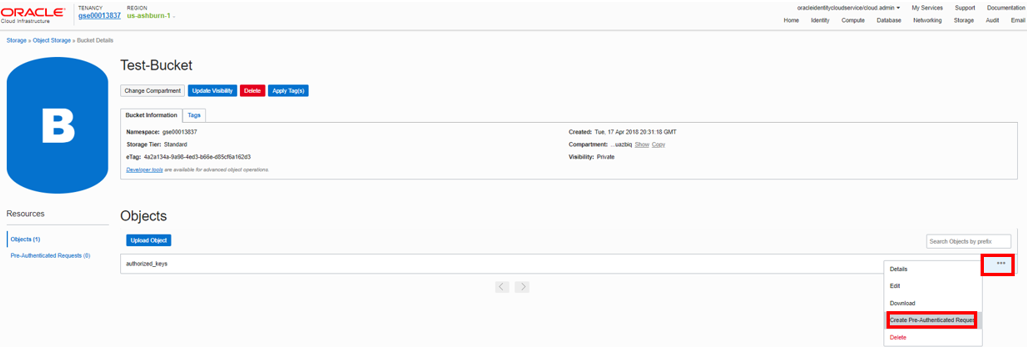 ORACLE
Cloud Infrastructure
TENANCY
gse00013837
REGION
us-ashburn-1
oracleidentitycloudservice/cloud.admin
My Services
Support
Documentation
Home
Identity
Compute
Database
Networking
Storage
Audit
Email
Storage » Object Storage » Bucket Details
B
Test-Bucket
Change Compartment
Update Visibility
Delete
Apply Tag(s)
Bucket Information
Tags
Namespace: gse00013837
Created: Tue, 17 Apr 2018 20:31:18 GMT
Storage Tier: Standard
Compartment: ...uazbiq Show Copy
eTag: 4a2a134a-9a98-4ed3-b66e-d85cf6a162d3
Visibility: Private
Developer tools are available for advanced object operations.
Resources
Objects (1)
Pre-Authenticated Requests (0)
Objects
Upload Object
Search Objects by prefix
authorized_keys
Details
Edit
Download
Create Pre-Authenticated Reques
Delete